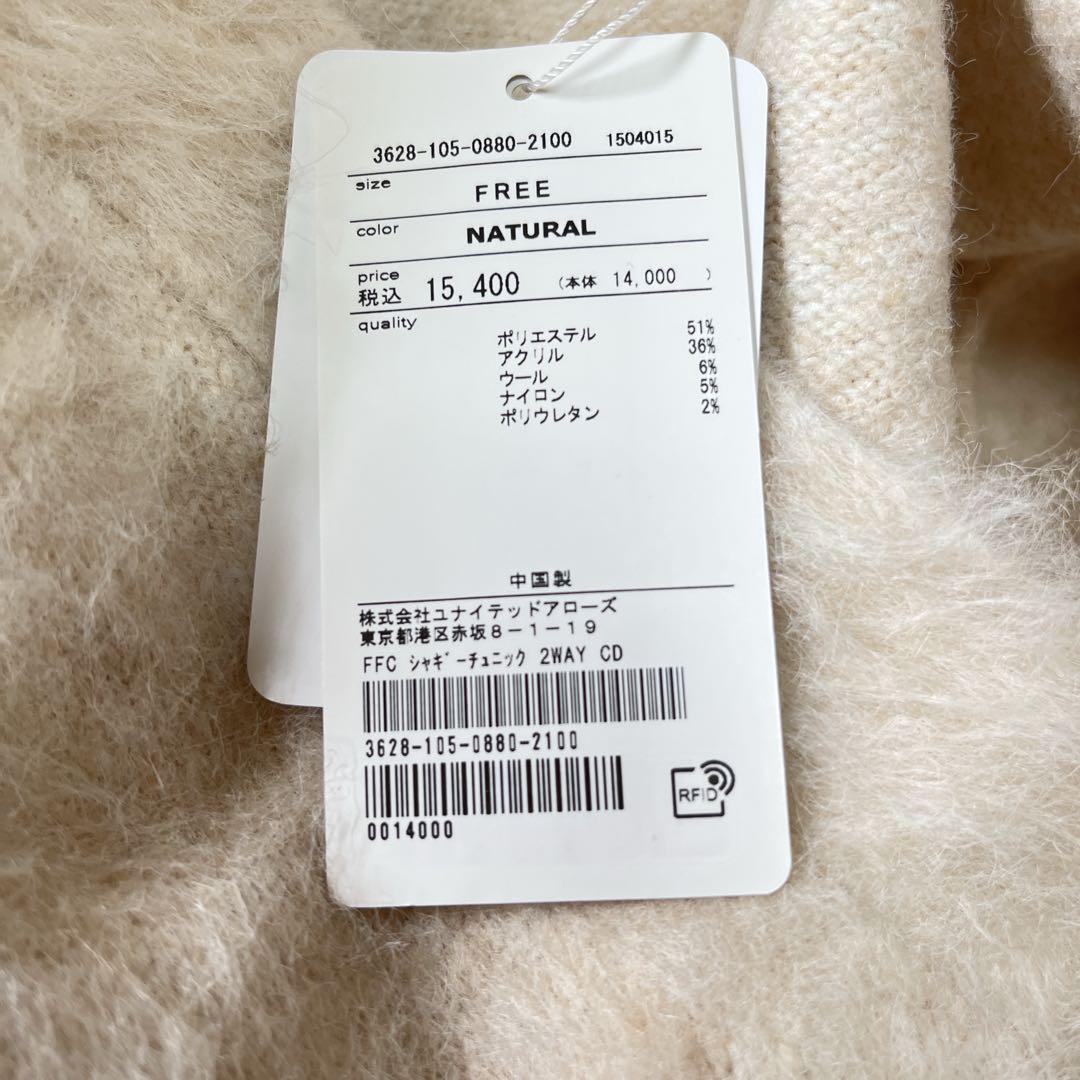 3628-105-0880-2100 1504015
size FREE
color NATURAL
price
税込 15,400 (本体 14,000 )
quality
ポリエステル 51%
アクリル 36%
ウール 6%
ナイロン 5%
ポリウレタン 2%
中国製
株式会社ユナイテッドアローズ
東京都港区赤坂8-1-19
FFC ｼｬｷﾞｰﾁｭﾆｯｸ 2WAY CD
3628-105-0880-2100
0014000
RFID